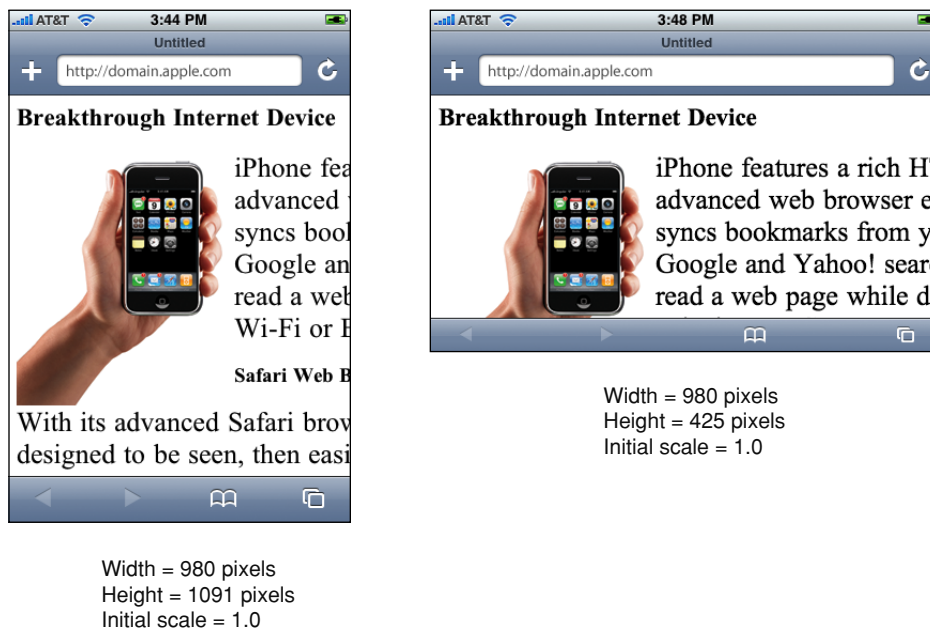 AT&T 3:44 PM
Untitled
http://domain.apple.com
Breakthrough Internet Device
iPhone fea
advanced
syncs bool
Google an
read a web
Wi-Fi or E
Safari Web B
With its advanced Safari brow
designed to be seen, then easi
Width = 980 pixels
Height = 1091 pixels
Initial scale = 1.0
AT&T 3:48 PM
Untitled
http://domain.apple.com
Breakthrough Internet Device
iPhone features a rich HT
advanced web browser e
syncs bookmarks from y
Google and Yahoo! sear
read a web page while d
Width = 980 pixels
Height = 425 pixels
Initial scale = 1.0